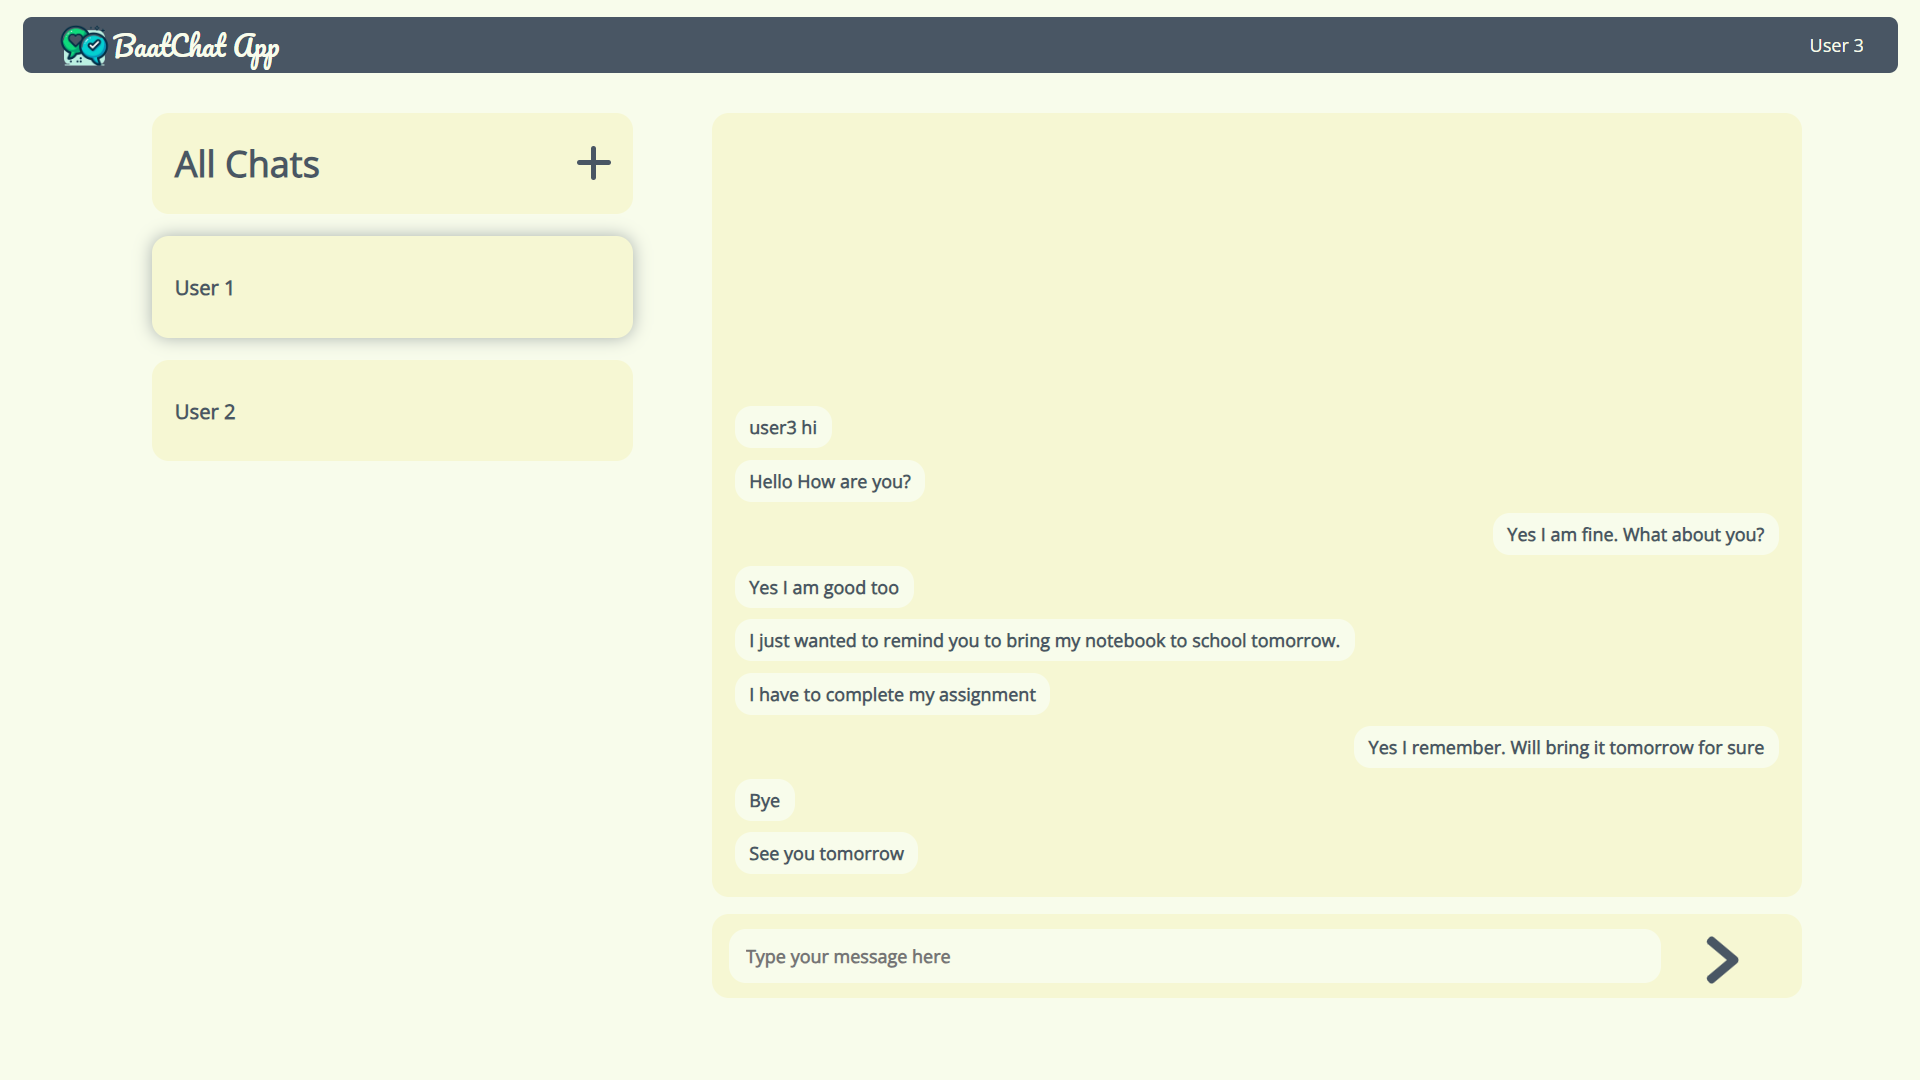 BaatChat App
User 3
All Chats
User 1
User 2
user3 hi
Hello How are you?
Yes I am fine. What about you?
Yes I am good too
I just wanted to remind you to bring my notebook to school tomorrow.
I have to complete my assignment
Yes I remember. Will bring it tomorrow for sure
Bye
See you tomorrow
Type your message here